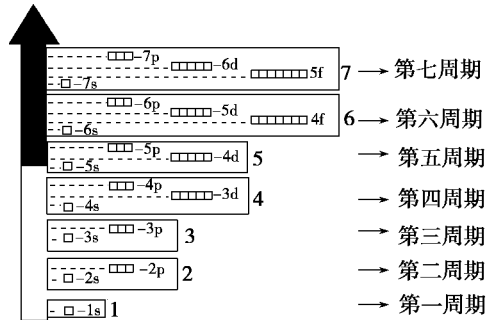 7p
6d
5f 7 第七周期
7s
6p
5d
4f 6 第六周期
6s
5p
4d 5 第五周期
5s
4p
3d 4 第四周期
4s
3p
3s 3 第三周期
2p
2s 2 第二周期
1s 1 第一周期